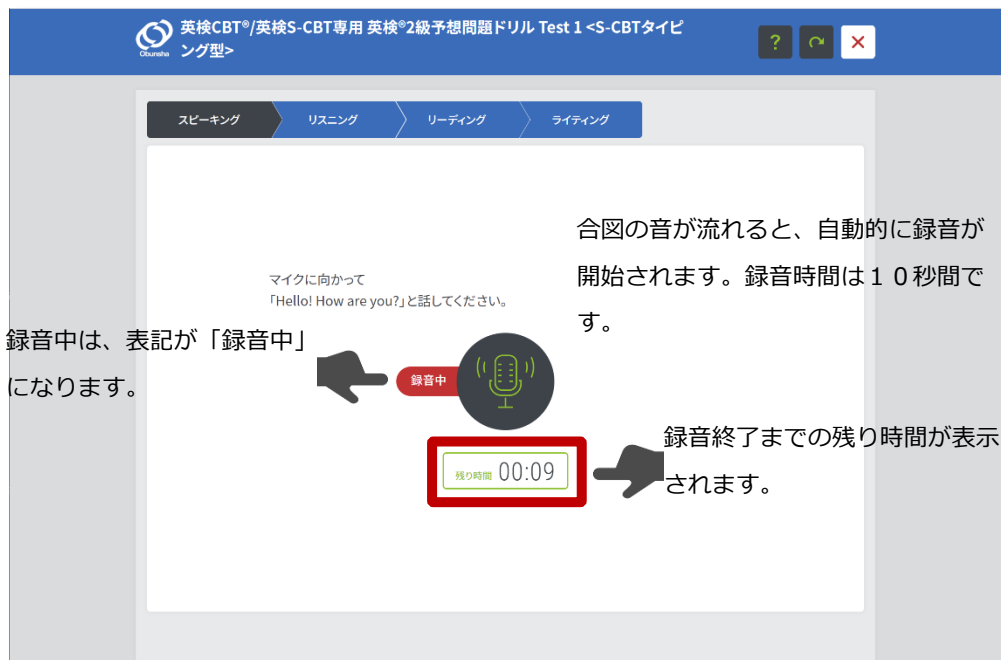 英検CBT®/英検S-CBT専用 英検®2級予想問題ドリル Test 1 <S-CBTタイピ
ング型>
Obunsha
?
スピーキング
リスニング
リーディング
ライティング
合図の音が流れると、自動的に録音が
開始されます。録音時間は１０秒間で
す。
マイクに向かって
「Hello! How are you?」と話してください。
録音中は、表記が「録音中」
になります。
録音中
録音終了までの残り時間が表示
されます。
残り時間 00:09